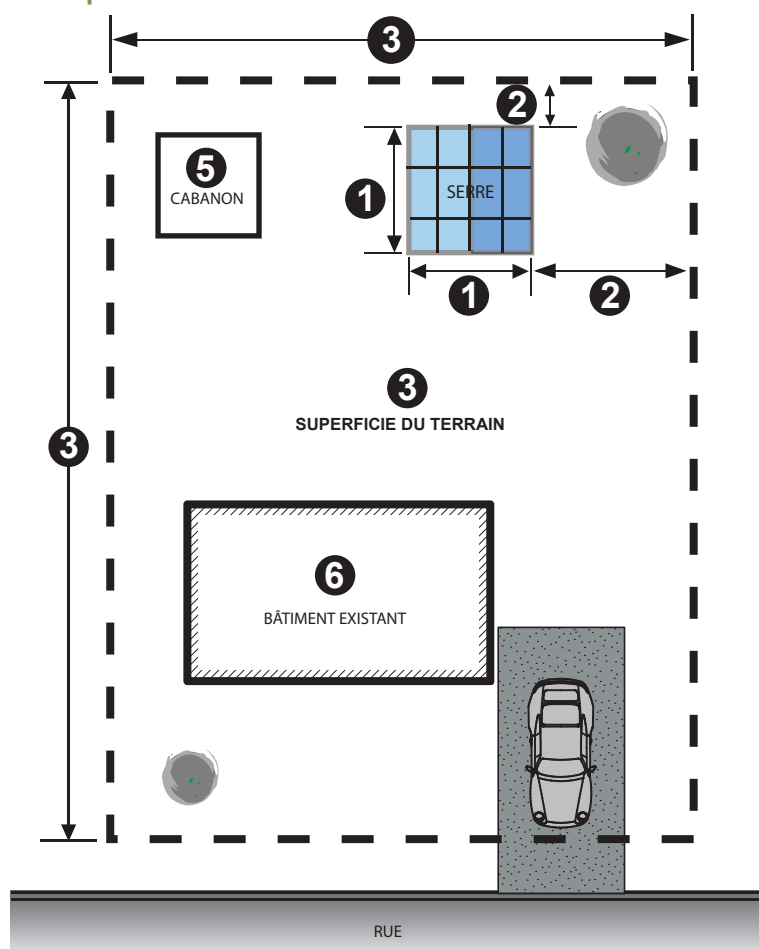 3
2
5
CABANON
1
SERRE
1
2
3
SUPERFICIE DU TERRAIN
3
6
BÂTIMENT EXISTANT
RUE